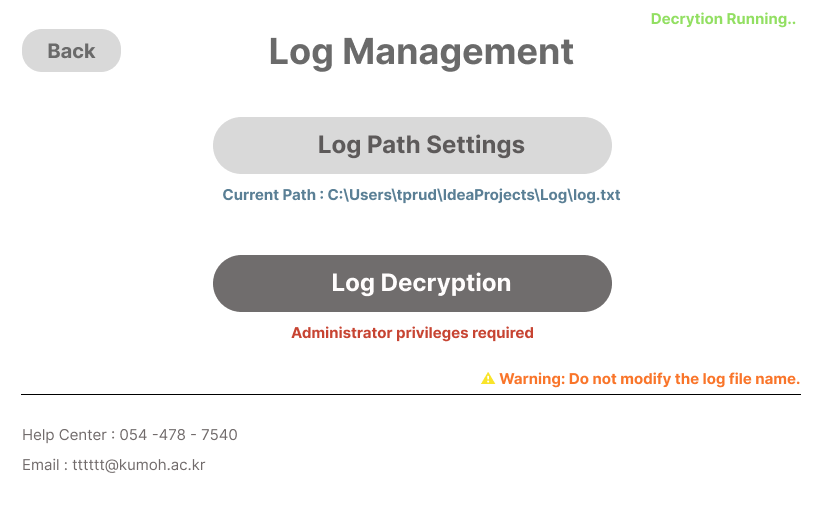 Decrytion Running..
Back
Log Management
Log Path Settings
Current Path : C:\Users\tprud\IdeaProjects\Log\log.txt
Log Decryption
Administrator privileges required
⚠ Warning: Do not modify the log file name.
Help Center : 054 -478 - 7540
Email : tttttt@kumoh.ac.kr